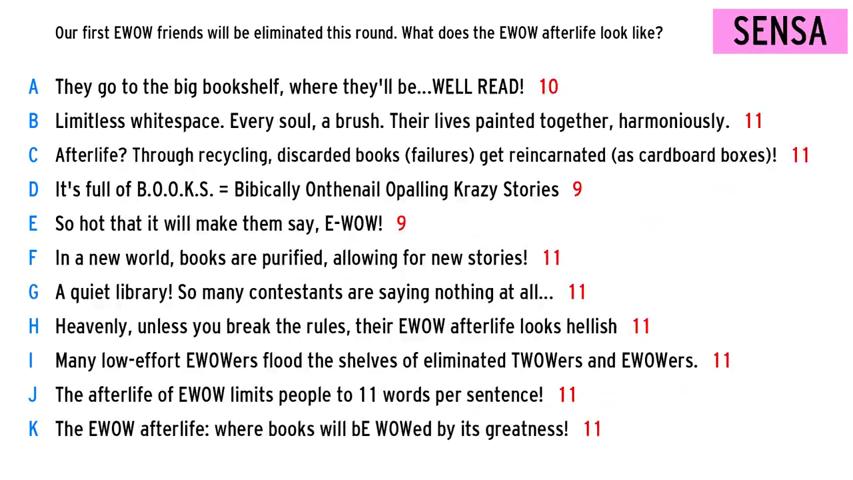 Our first EWOW friends will be eliminated this round. What does the EWOW afterlife look like?
SENSA
A They go to the big bookshelf, where they'll be...WELL READ! 10
B Limitless whitespace. Every soul, a brush. Their lives painted together, harmoniously. 11
C Afterlife? Through recycling, discarded books (failures) get reincarnated (as cardboard boxes)! 11
D It's full of B.O.O.K.S. = Bibically Onthenail Opalling Krazy Stories 9
E So hot that it will make them say, E-WOW! 9
F In a new world, books are purified, allowing for new stories! 11
G A quiet library! So many contestants are saying nothing at all... 11
H Heavenly, unless you break the rules, their EWOW afterlife looks hellish 11
I Many low-effort EWOWers flood the shelves of eliminated TWOWers and EWOWers. 11
J The afterlife of EWOW limits people to 11 words per sentence! 11
K The EWOW afterlife: where books will bE WOWed by its greatness! 11